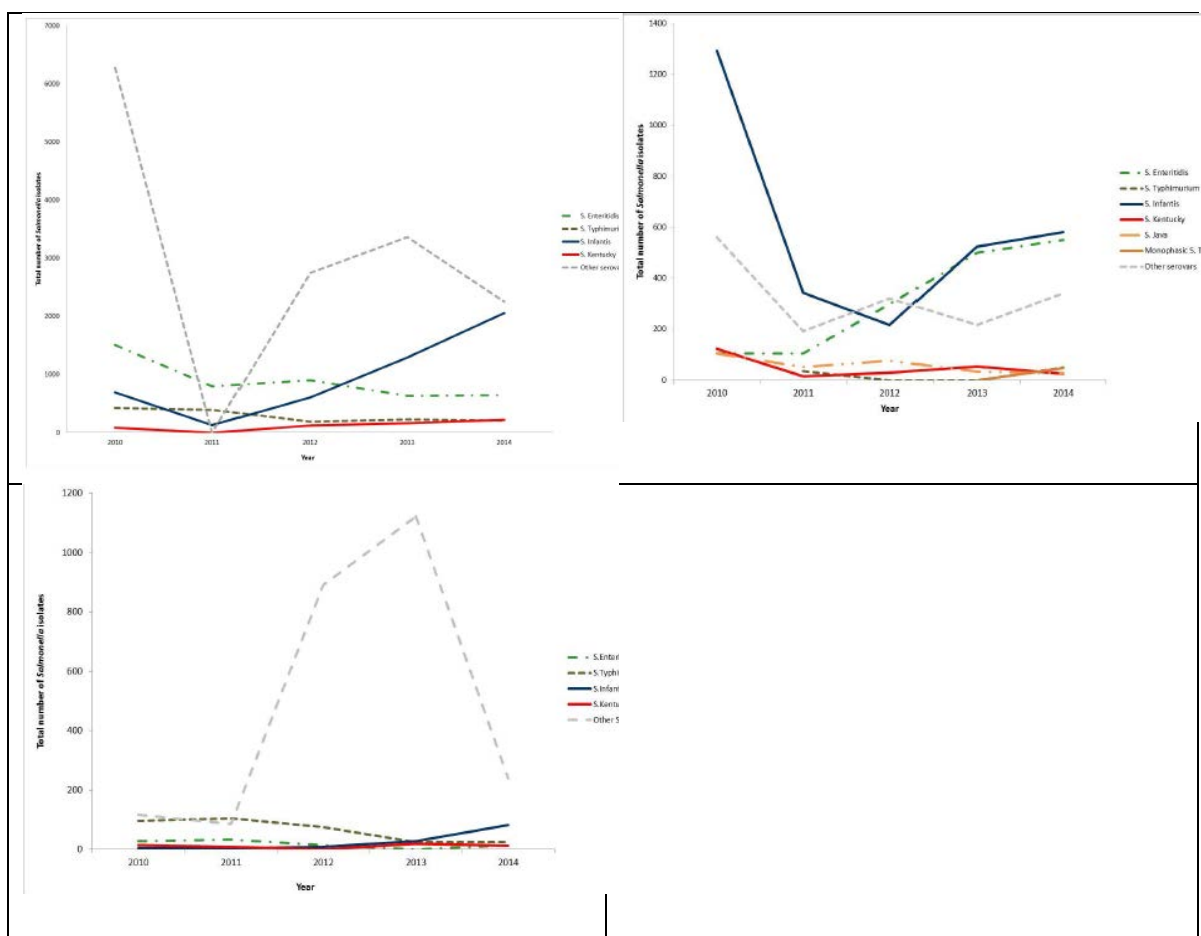 7000
6000
5000
4000
3000
2000
1000
0
Total number of Salmonella isolates
2010
2011
2012
2014
Year
S. Enteritidis
S. Typhimuri
S. Infantis
S. Kentucky
Other serova
1400
1200
1000
800
600
400
200
0
Total number of Salmonella isolates
2010
2011
2012
2013
2014
Year
S. Enteritidis
S. Typhimurium
S. Infantis
S. Kentucky
S. Java
Monophasic S. T
Other serovars
1200
1000
800
600
400
200
0
Total number of Salmonella isolates
2010
2011
2012
2013
2014
Year
S.Enteri
S.Typhi
S.Infant
S.Kentu
Other S